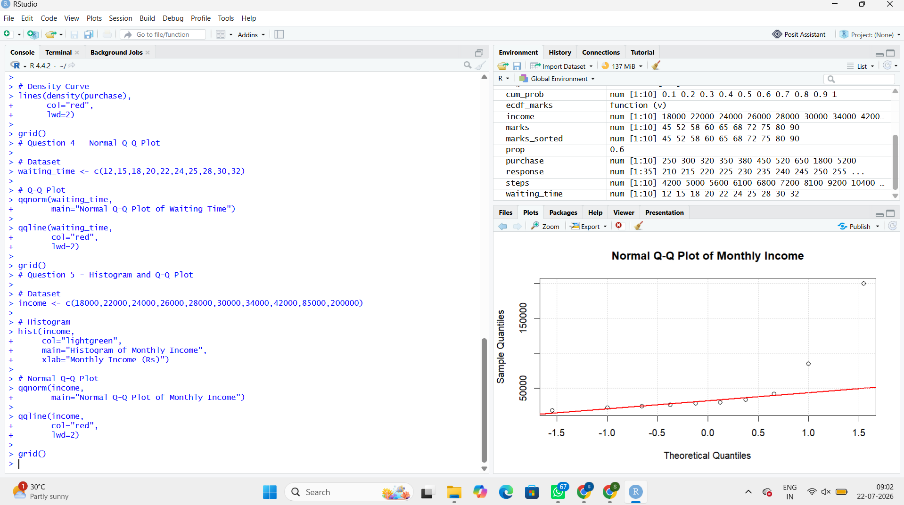 RStudio
File Edit Code View Plots Session Build Debug Profile Tools Help
Go to file/function Addins Posit Assistant Project: (None)
Console Terminal Background Jobs
R - R 4.4.2 · ~/
>
> # Density Curve
> lines(density(purchase),
+ col="red",
+ lwd=2)
>
> grid()
> # Question 4 Normal Q Q Plot
>
> # Dataset
> waiting_time <- c(12,15,18,20,22,24,25,28,30,32)
>
> # Q-Q Plot
> qqnorm(waiting_time,
+ main="Normal Q-Q Plot of Waiting Time")
>
> qqline(waiting_time,
+ col="red",
+ lwd=2)
>
> grid()
> # Question 5 - Histogram and Q-Q Plot
>
> # Dataset
> income <- c(18000,22000,24000,26000,28000,30000,34000,42000,85000,200000)
>
> # Histogram
> hist(income,
+ col="lightgreen",
+ main="Histogram of Monthly Income",
+ xlab="Monthly Income (Rs)")
>
> # Normal Q-Q Plot
> qqnorm(income,
+ main="Normal Q-Q Plot of Monthly Income")
>
> qqline(income,
+ col="red",
+ lwd=2)
>
> grid()
>
Environment History Connections Tutorial
Import Dataset 137 MiB List
R Global Environment
cum_prob num [1:10] 0.1 0.2 0.3 0.4 0.5 0.6 0.7 0.8 0.9 1
ecdf_marks function (v)
income num [1:10] 18000 22000 24000 26000 28000 30000 34000 4200
marks num [1:10] 45 52 58 60 65 68 72 75 80 90
marks_sorted num [1:10] 45 52 58 60 65 68 72 75 80 90
prop 0.6
purchase num [1:10] 250 300 320 350 380 450 520 650 1800 5200
response num [1:35] 210 215 220 225 230 235 240 245 250 255 ...
steps num [1:10] 4200 5000 5600 6100 6800 7200 8100 9200 10400 ..
waiting_time num [1:10] 12 15 18 20 22 24 25 28 30 32
Files Plots Packages Help Viewer Presentation
Zoom Export Publish
Normal Q-Q Plot of Monthly Income
Sample Quantiles
150000
50000
-1.5 -1.0 -0.5 0.0 0.5 1.0 1.5
Theoretical Quantiles
1
30°C
Partly sunny
Search
67
ENG
IN
09:02
22-07-2026